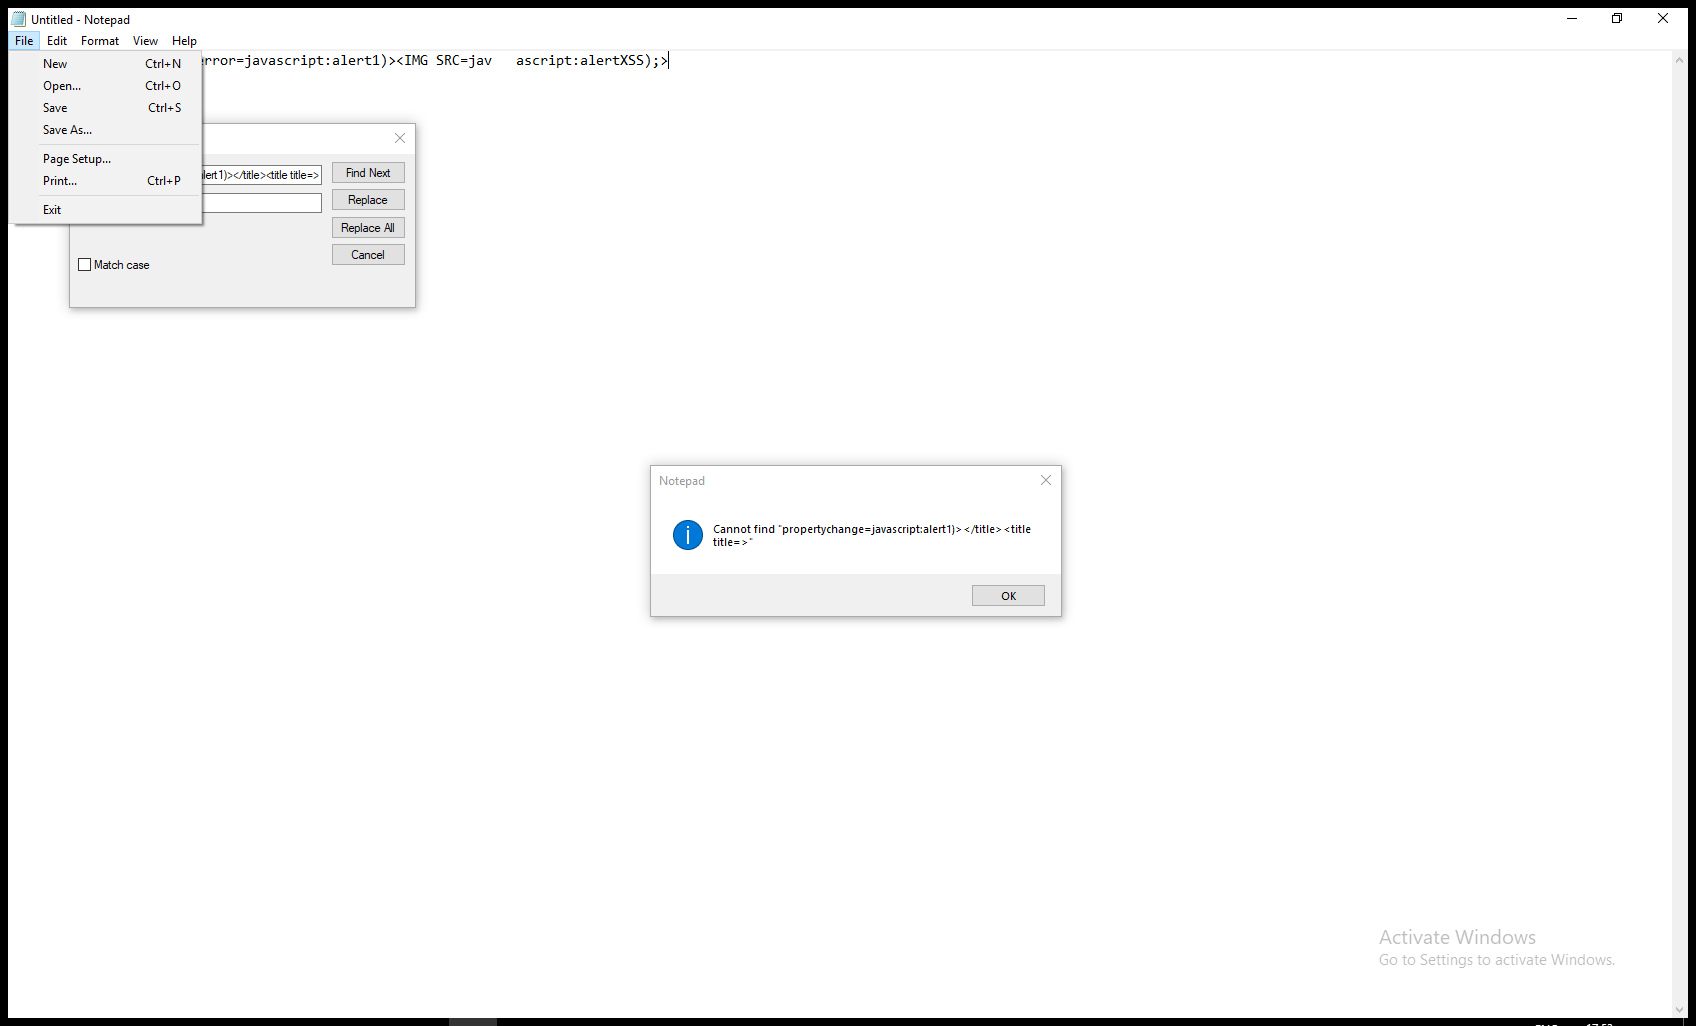 Untitled - Notepad
File Edit Format View Help
rror=javascript:alert1)><IMG SRC=jav   ascript:alertXSS);>
New Ctrl+N
Open... Ctrl+O
Save Ctrl+S
Save As...
Page Setup...
Print... Ctrl+P
Exit
lert1)></title><title title=>
Find Next
Replace
Replace All
Cancel
Match case
Notepad
Cannot find "propertychange=javascript:alert1)></title><title
title=>"
OK
Activate Windows
Go to Settings to activate Windows.